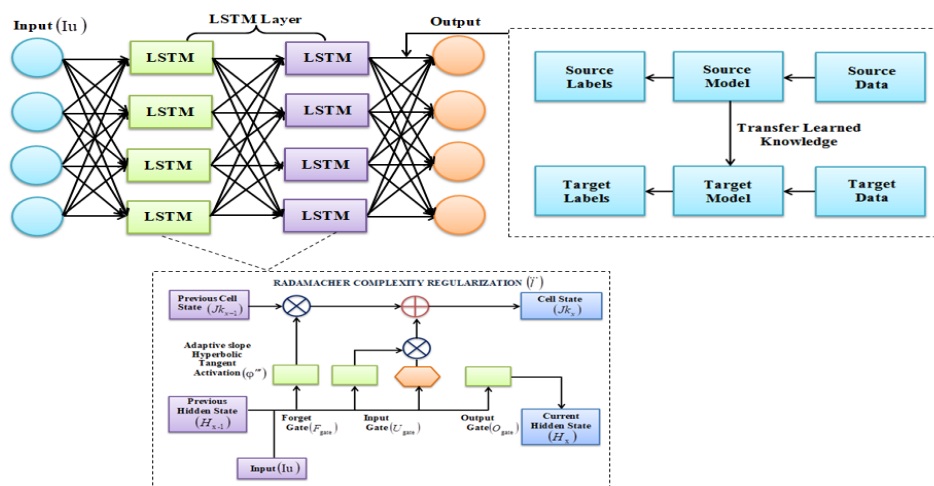 Input (Iu)
LSTM Layer
Output
LSTM
LSTM
LSTM
LSTM
LSTM
LSTM
LSTM
LSTM
Source
Labels
Source
Model
Source
Data
Transfer Learned
Knowledge
Target
Labels
Target
Model
Target
Data
RADAMACHER COMPLEXITY REGULARIZATION (ï)
Previous Cell
State (Jkₓ₋₁)
Cell State
(Jkₓ)
Adaptive slope
Hyperbolic
Tangent
Activation(φ''')
Previous
Hidden State
(Hₓ₋₁)
Forget
Gate(F_gate)
Input
Gate(U_gate)
Output
Gate(O_gate)
Current
Hidden State
(Hₓ)
Input(Iu)